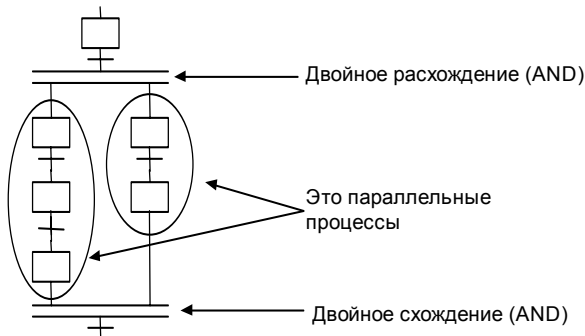 Двойное расхождение (AND)
Это параллельные
процессы
Двойное схождение (AND)